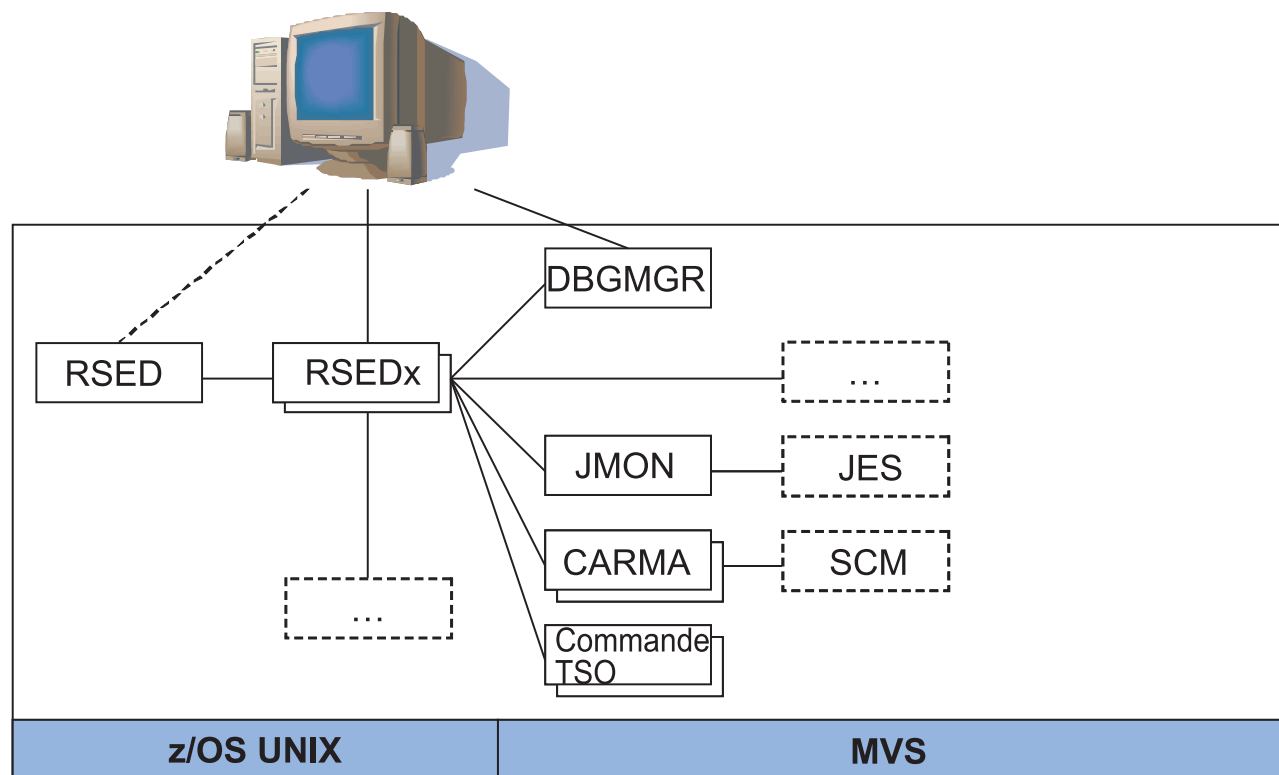 DBGMGR
RSED
RSEDx
...
JMON
JES
CARMA
SCM
...
Commande
TSO
z/OS UNIX
MVS